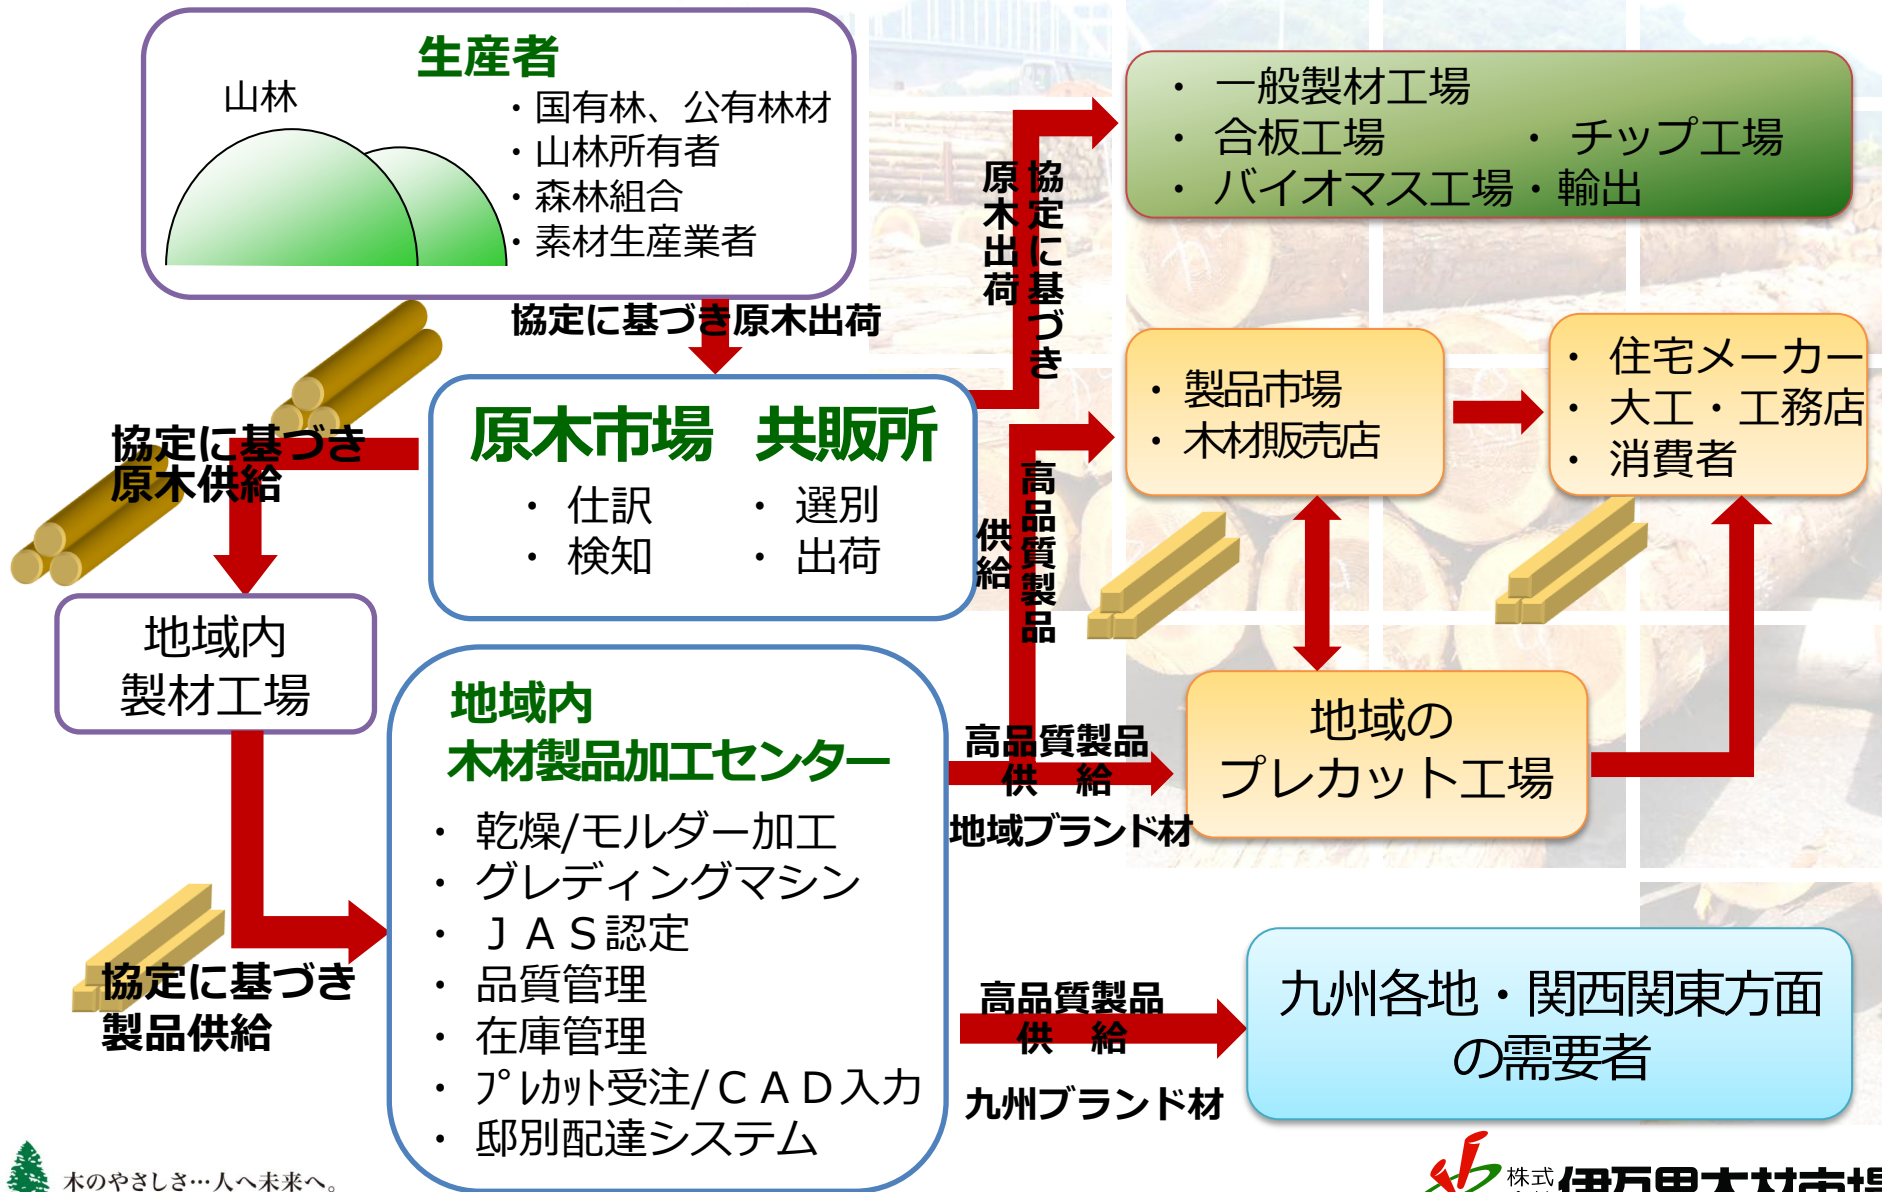 生産者
山林
・国有林、公有林材
・山林所有者
・森林組合
・素材生産業者
協定に基づき原木出荷
原木市場　共販所
・ 仕訳　・ 選別
・ 検知　・ 出荷
協定に基づき
原木供給
地域内
製材工場
協定に基づき
製品供給
地域内
木材製品加工センター
・ 乾燥/モルダー加工
・ グレディングマシン
・ ＪＡＳ認定
・ 品質管理
・ 在庫管理
・ ﾌﾟﾚｶｯﾄ受注/ＣＡＤ入力
・ 邸別配達システム
協定に基づき
原木出荷
・ 一般製材工場
・ 合板工場　・ チップ工場
・ バイオマス工場・輸出
高品質製品
供給
・ 製品市場
・ 木材販売店
・ 住宅メーカー
・ 大工・工務店
・ 消費者
高品質製品
供　給
地域ブランド材
地域の
プレカット工場
高品質製品
供　給
九州ブランド材
九州各地・関西関東方面
の需要者
木のやさしさ…人へ未来へ。
株式
伊万里木材市場